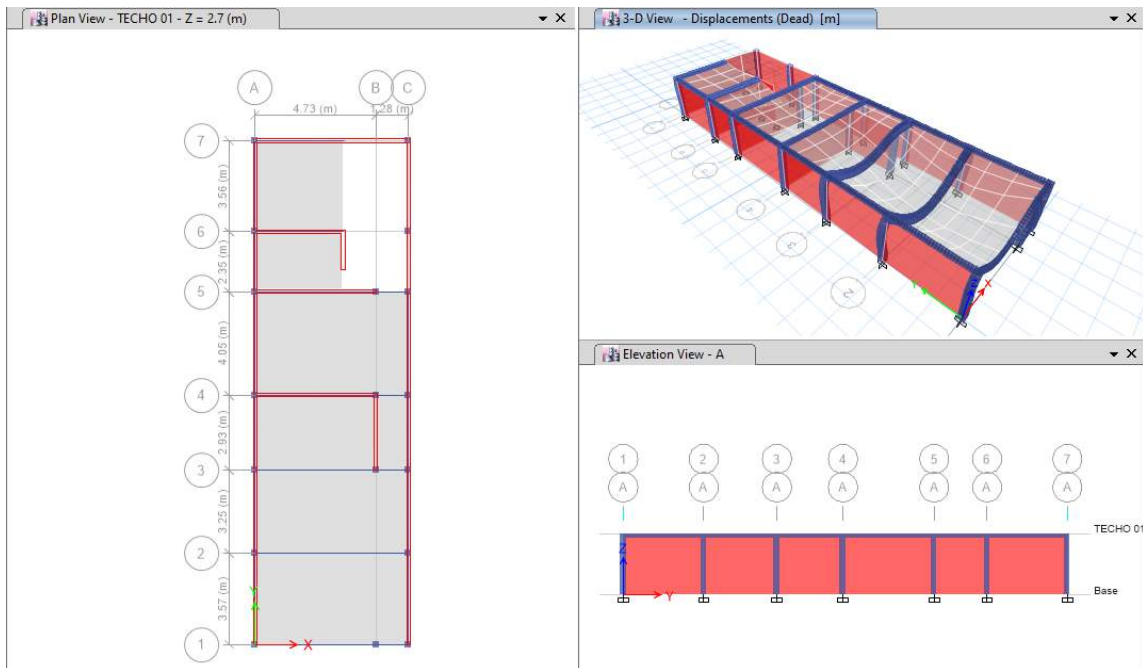 Plan View - TECHO 01 - Z = 2.7 (m)
A B C
4.73 (m) 1.28 (m)
7
3.56 (m)
6
2.35 (m)
5
4.05 (m)
4
2.93 (m)
3
3.25 (m)
2
3.57 (m)
Y
1
X
3-D View - Displacements (Dead) [m]
3
2
Y
X
Elevation View - A
1 2 3 4 5 6 7
A A A A A A A
TECHO 01
Z
Base
Y